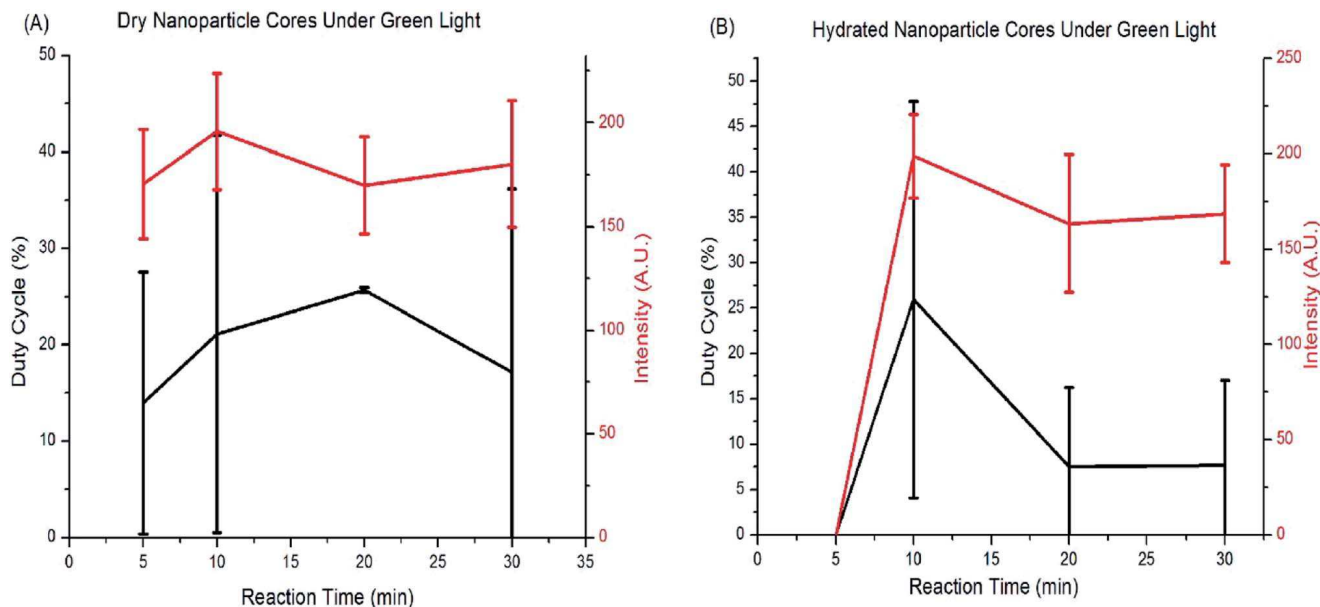 (A)
Dry Nanoparticle Cores Under Green Light
50
40
30
20
10
0
Duty Cycle (%)
200
150
100
50
0
Intensity (A.U.)
0 5 10 15 20 25 30 35
Reaction Time (min)
(B)
Hydrated Nanoparticle Cores Under Green Light
50
45
40
35
30
25
20
15
10
5
0
Duty Cycle (%)
250
200
150
100
50
0
Intensity (A.U.)
0 5 10 15 20 25 30
Reaction Time (min)